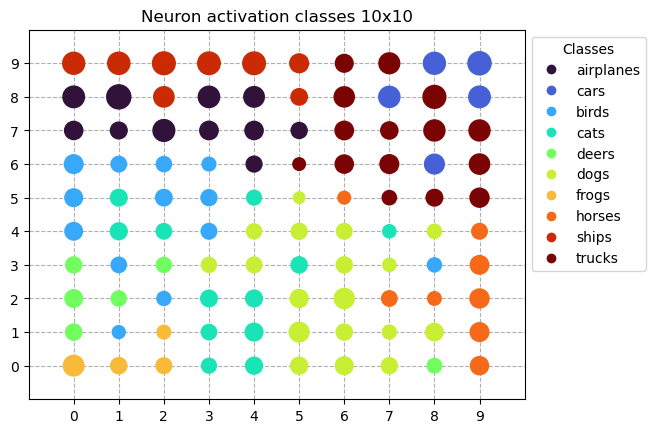 Neuron activation classes 10x10
9
8
7
6
5
4
3
2
1
0
0 1 2 3 4 5 6 7 8 9
Classes
airplanes
cars
birds
cats
deers
dogs
frogs
horses
ships
trucks